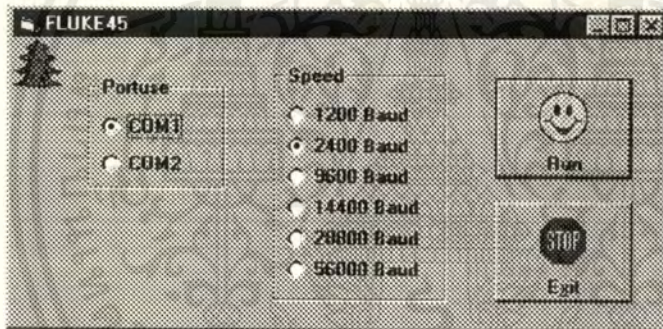 FLUKE45
Portuse
COM1
COM2
Speed
1200 Baud
2400 Baud
9600 Baud
14400 Baud
28800 Baud
56000 Baud
Run
STOP
Exit